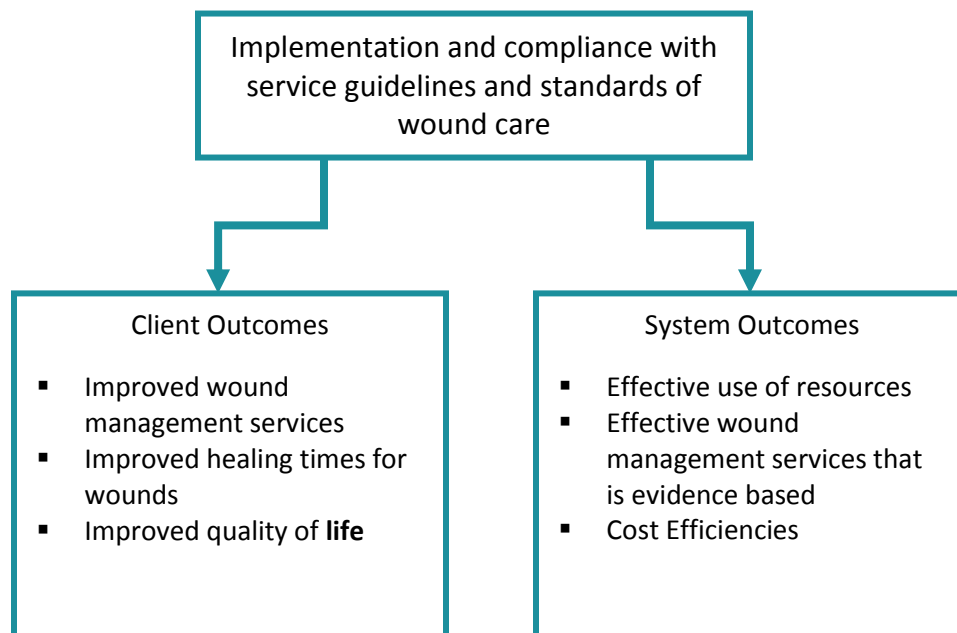 Implementation and compliance with
service guidelines and standards of
wound care
Client Outcomes
▪ Improved wound
management services
▪ Improved healing times for
wounds
▪ Improved quality of life
System Outcomes
▪ Effective use of resources
▪ Effective wound
management services that
is evidence based
▪ Cost Efficiencies